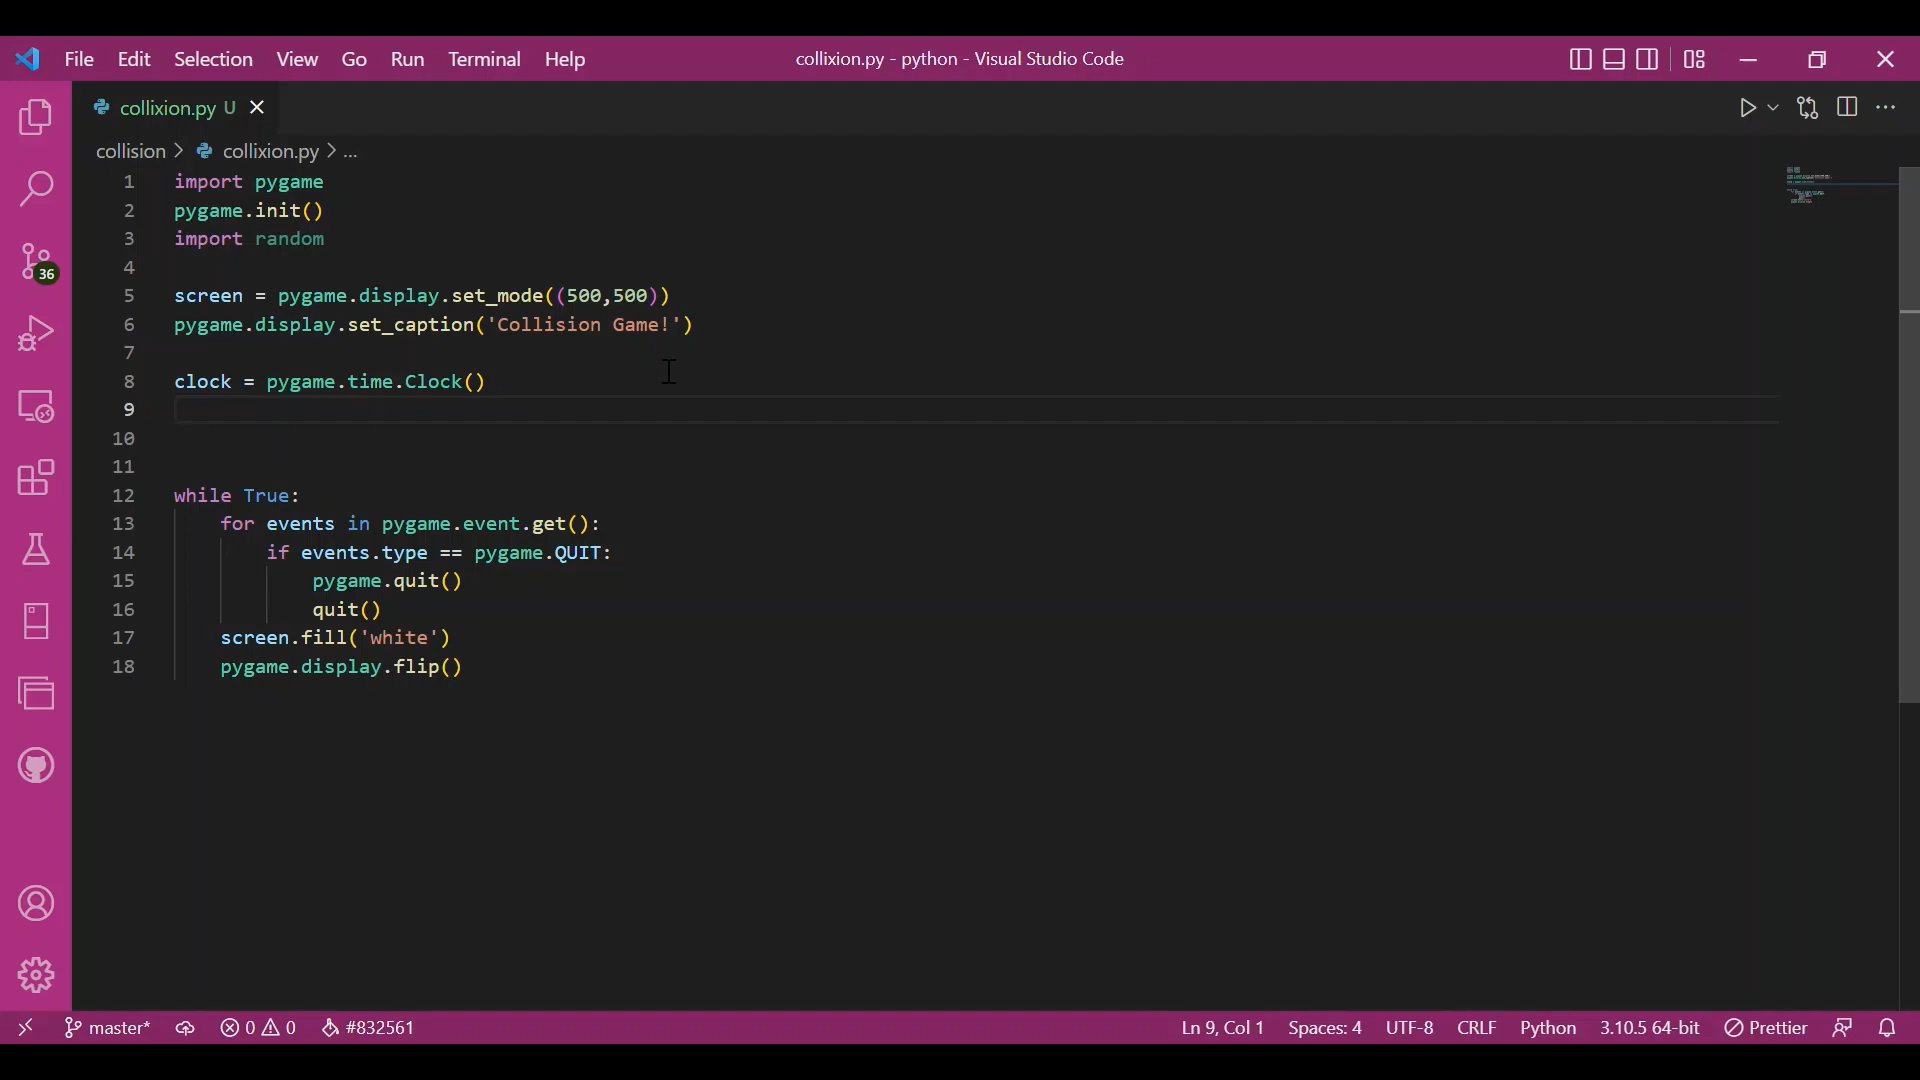 File Edit Selection View Go Run Terminal Help collixion.py - python - Visual Studio Code
collixion.py U
collision > collixion.py > ...
1 import pygame
2 pygame.init()
3 import random
4
5 screen = pygame.display.set_mode((500,500))
6 pygame.display.set_caption('Collision Game!')
7
8 clock = pygame.time.Clock()
9
10
11
12 while True:
13     for events in pygame.event.get():
14         if events.type == pygame.QUIT:
15             pygame.quit()
16             quit()
17     screen.fill('white')
18     pygame.display.flip()
36
master* 0 0 #832561 Ln 9, Col 1 Spaces: 4 UTF-8 CRLF Python 3.10.5 64-bit Prettier